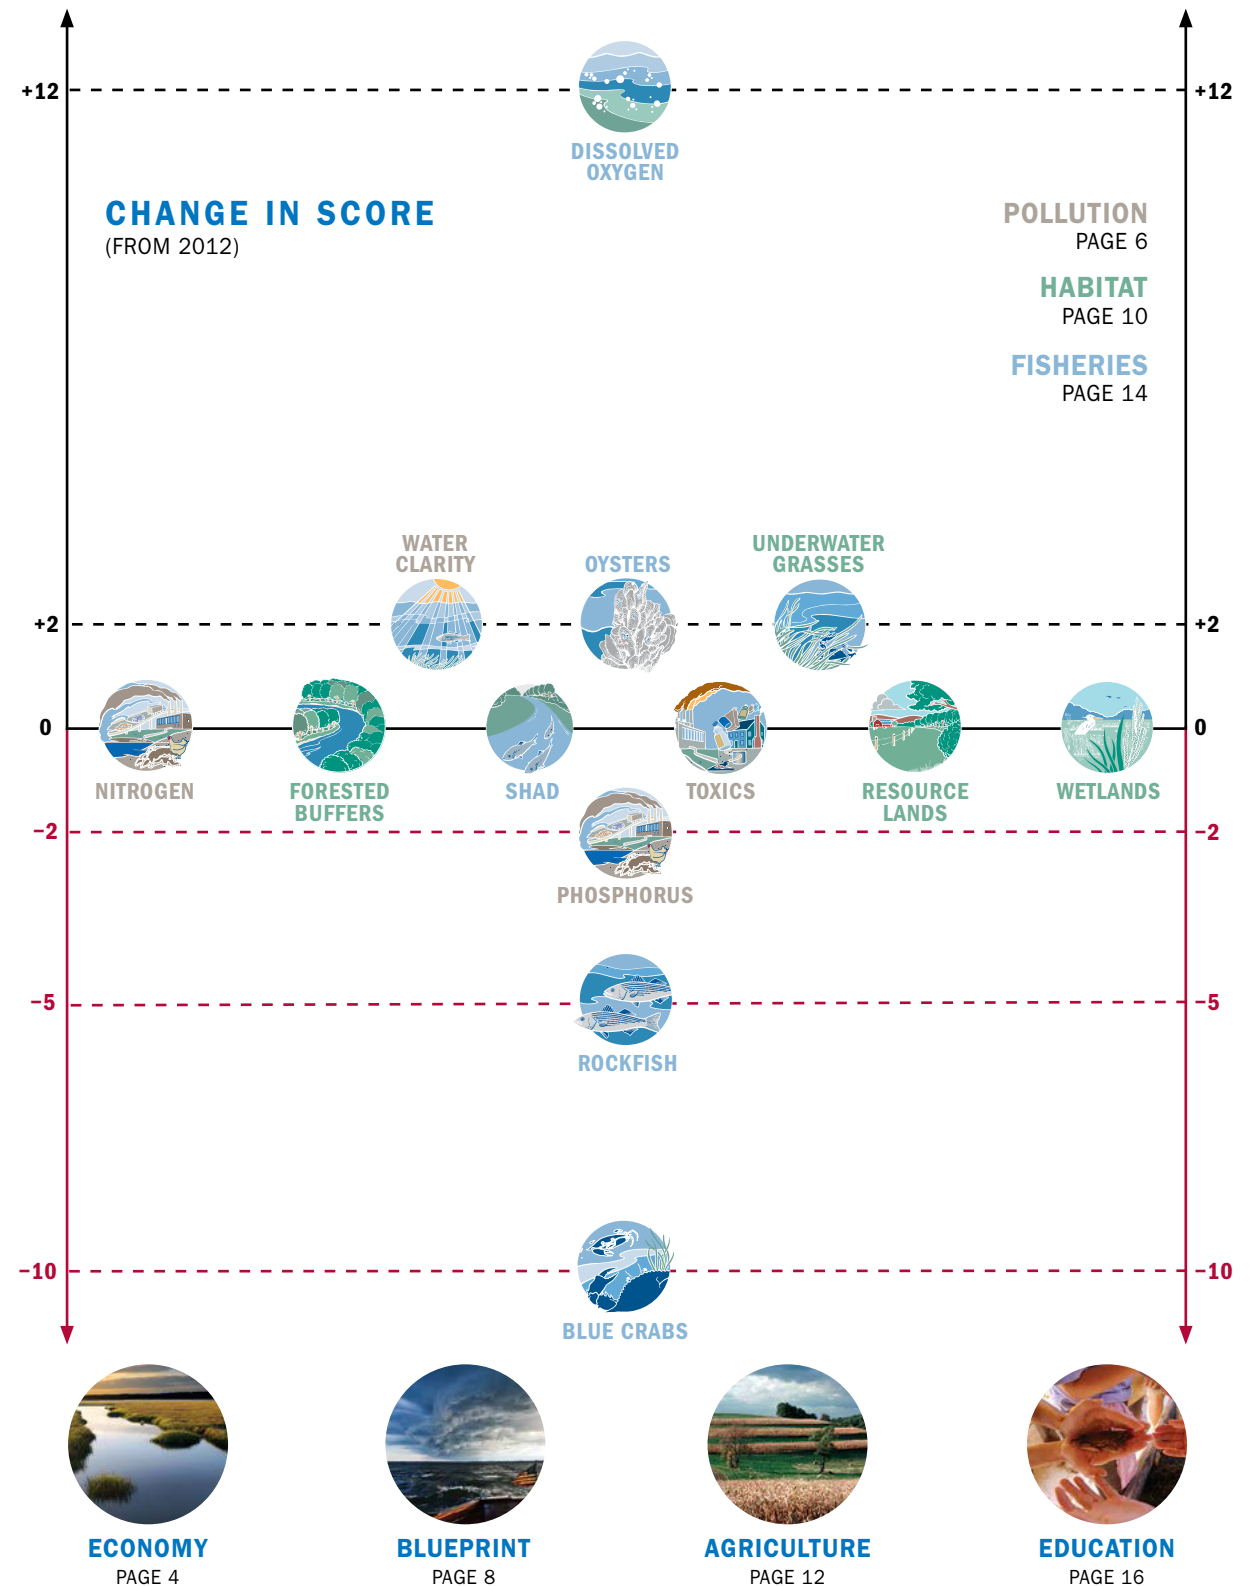 +12
+12
DISSOLVED
OXYGEN
CHANGE IN SCORE
(FROM 2012)
POLLUTION
PAGE 6
HABITAT
PAGE 10
FISHERIES
PAGE 14
WATER
CLARITY
OYSTERS
UNDERWATER
GRASSES
+2
+2
0
0
NITROGEN
FORESTED
BUFFERS
SHAD
TOXICS
RESOURCE
LANDS
WETLANDS
−2
−2
PHOSPHORUS
−5
−5
ROCKFISH
−10
−10
BLUE CRABS
ECONOMY
PAGE 4
BLUEPRINT
PAGE 8
AGRICULTURE
PAGE 12
EDUCATION
PAGE 16